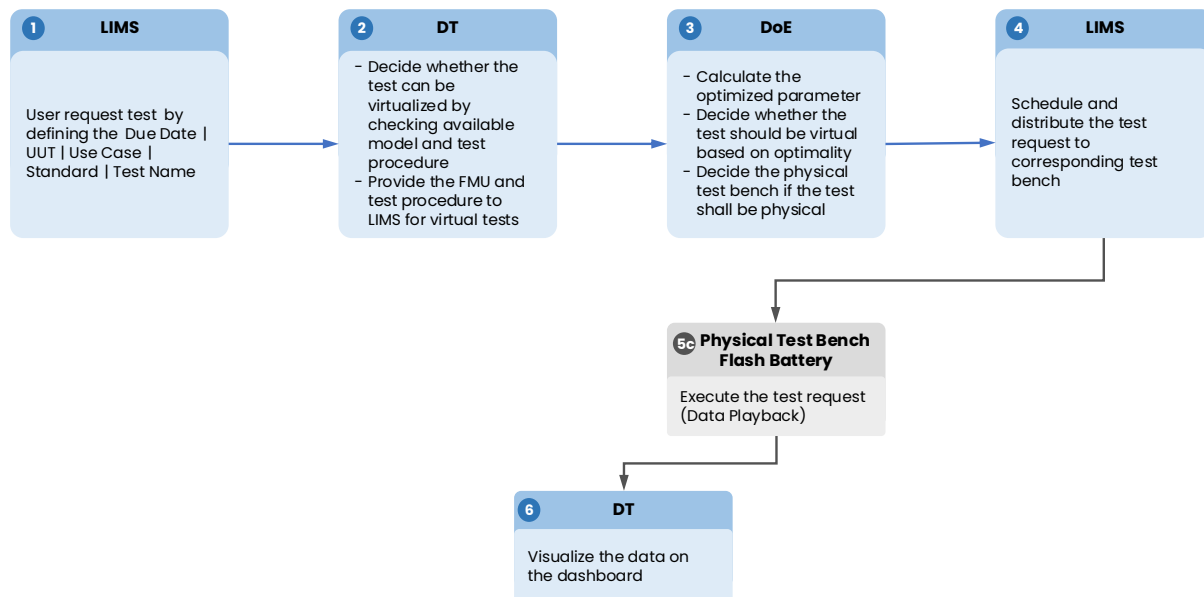 1 LIMS
User request test by
defining the Due Date |
UUT | Use Case |
Standard | Test Name
2 DT
- Decide whether the
test can be
virtualized by
checking available
model and test
procedure
- Provide the FMU and
test procedure to
LIMS for virtual tests
3 DoE
- Calculate the
optimized parameter
- Decide whether the
test should be virtual
based on optimality
- Decide the physical
test bench if the test
shall be physical
4 LIMS
Schedule and
distribute the test
request to
corresponding test
bench
5c Physical Test Bench
Flash Battery
Execute the test request
(Data Playback)
6 DT
Visualize the data on
the dashboard